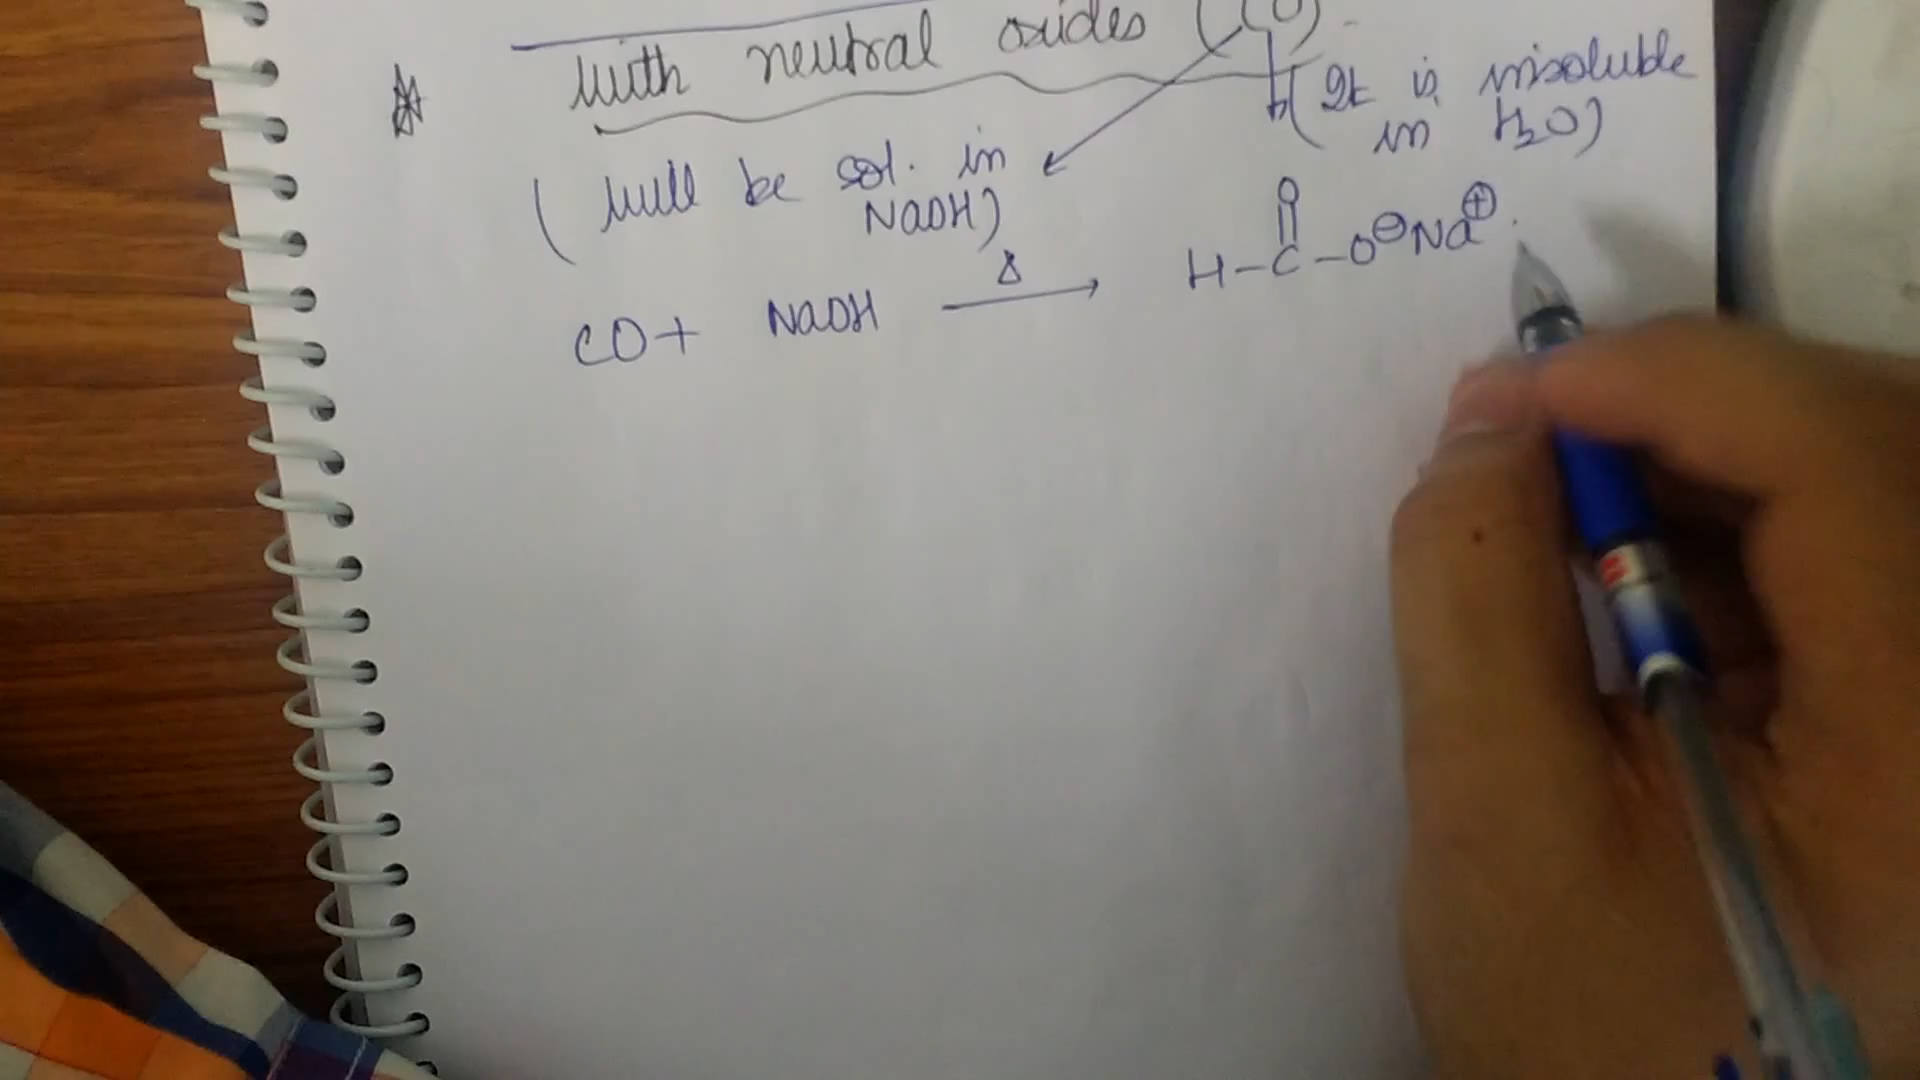 with neutral oxides (CO).
(It is insoluble
in H2O)
(will be sol. in
NaOH)
CO + NaOH —Δ→ H-C(=O)-O⊖Na⊕.